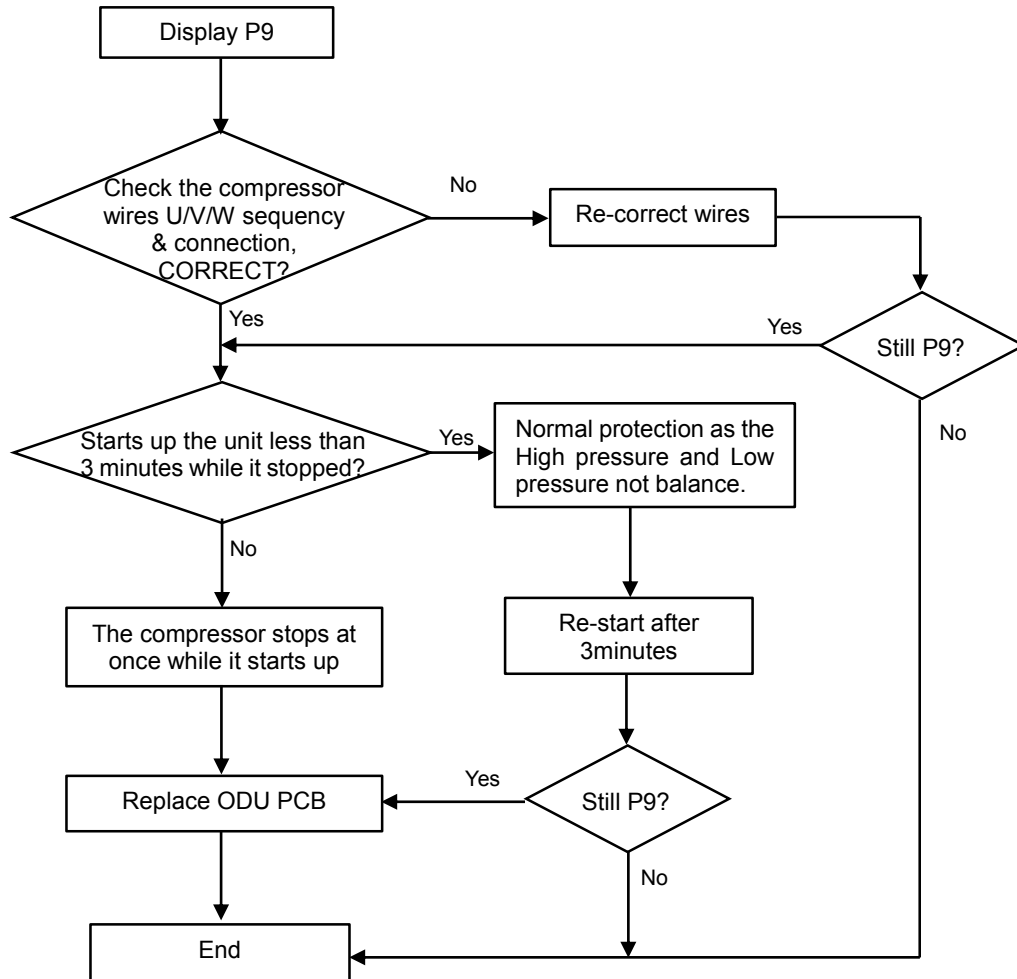 Display P9
Check the compressor
wires U/V/W sequency
& connection,
CORRECT?
No
Re-correct wires
Yes
Yes
Still P9?
No
Starts up the unit less than
3 minutes while it stopped?
Yes
Normal protection as the
High pressure and Low
pressure not balance.
No
The compressor stops at
once while it starts up
Re-start after
3minutes
Replace ODU PCB
Yes
Still P9?
No
End